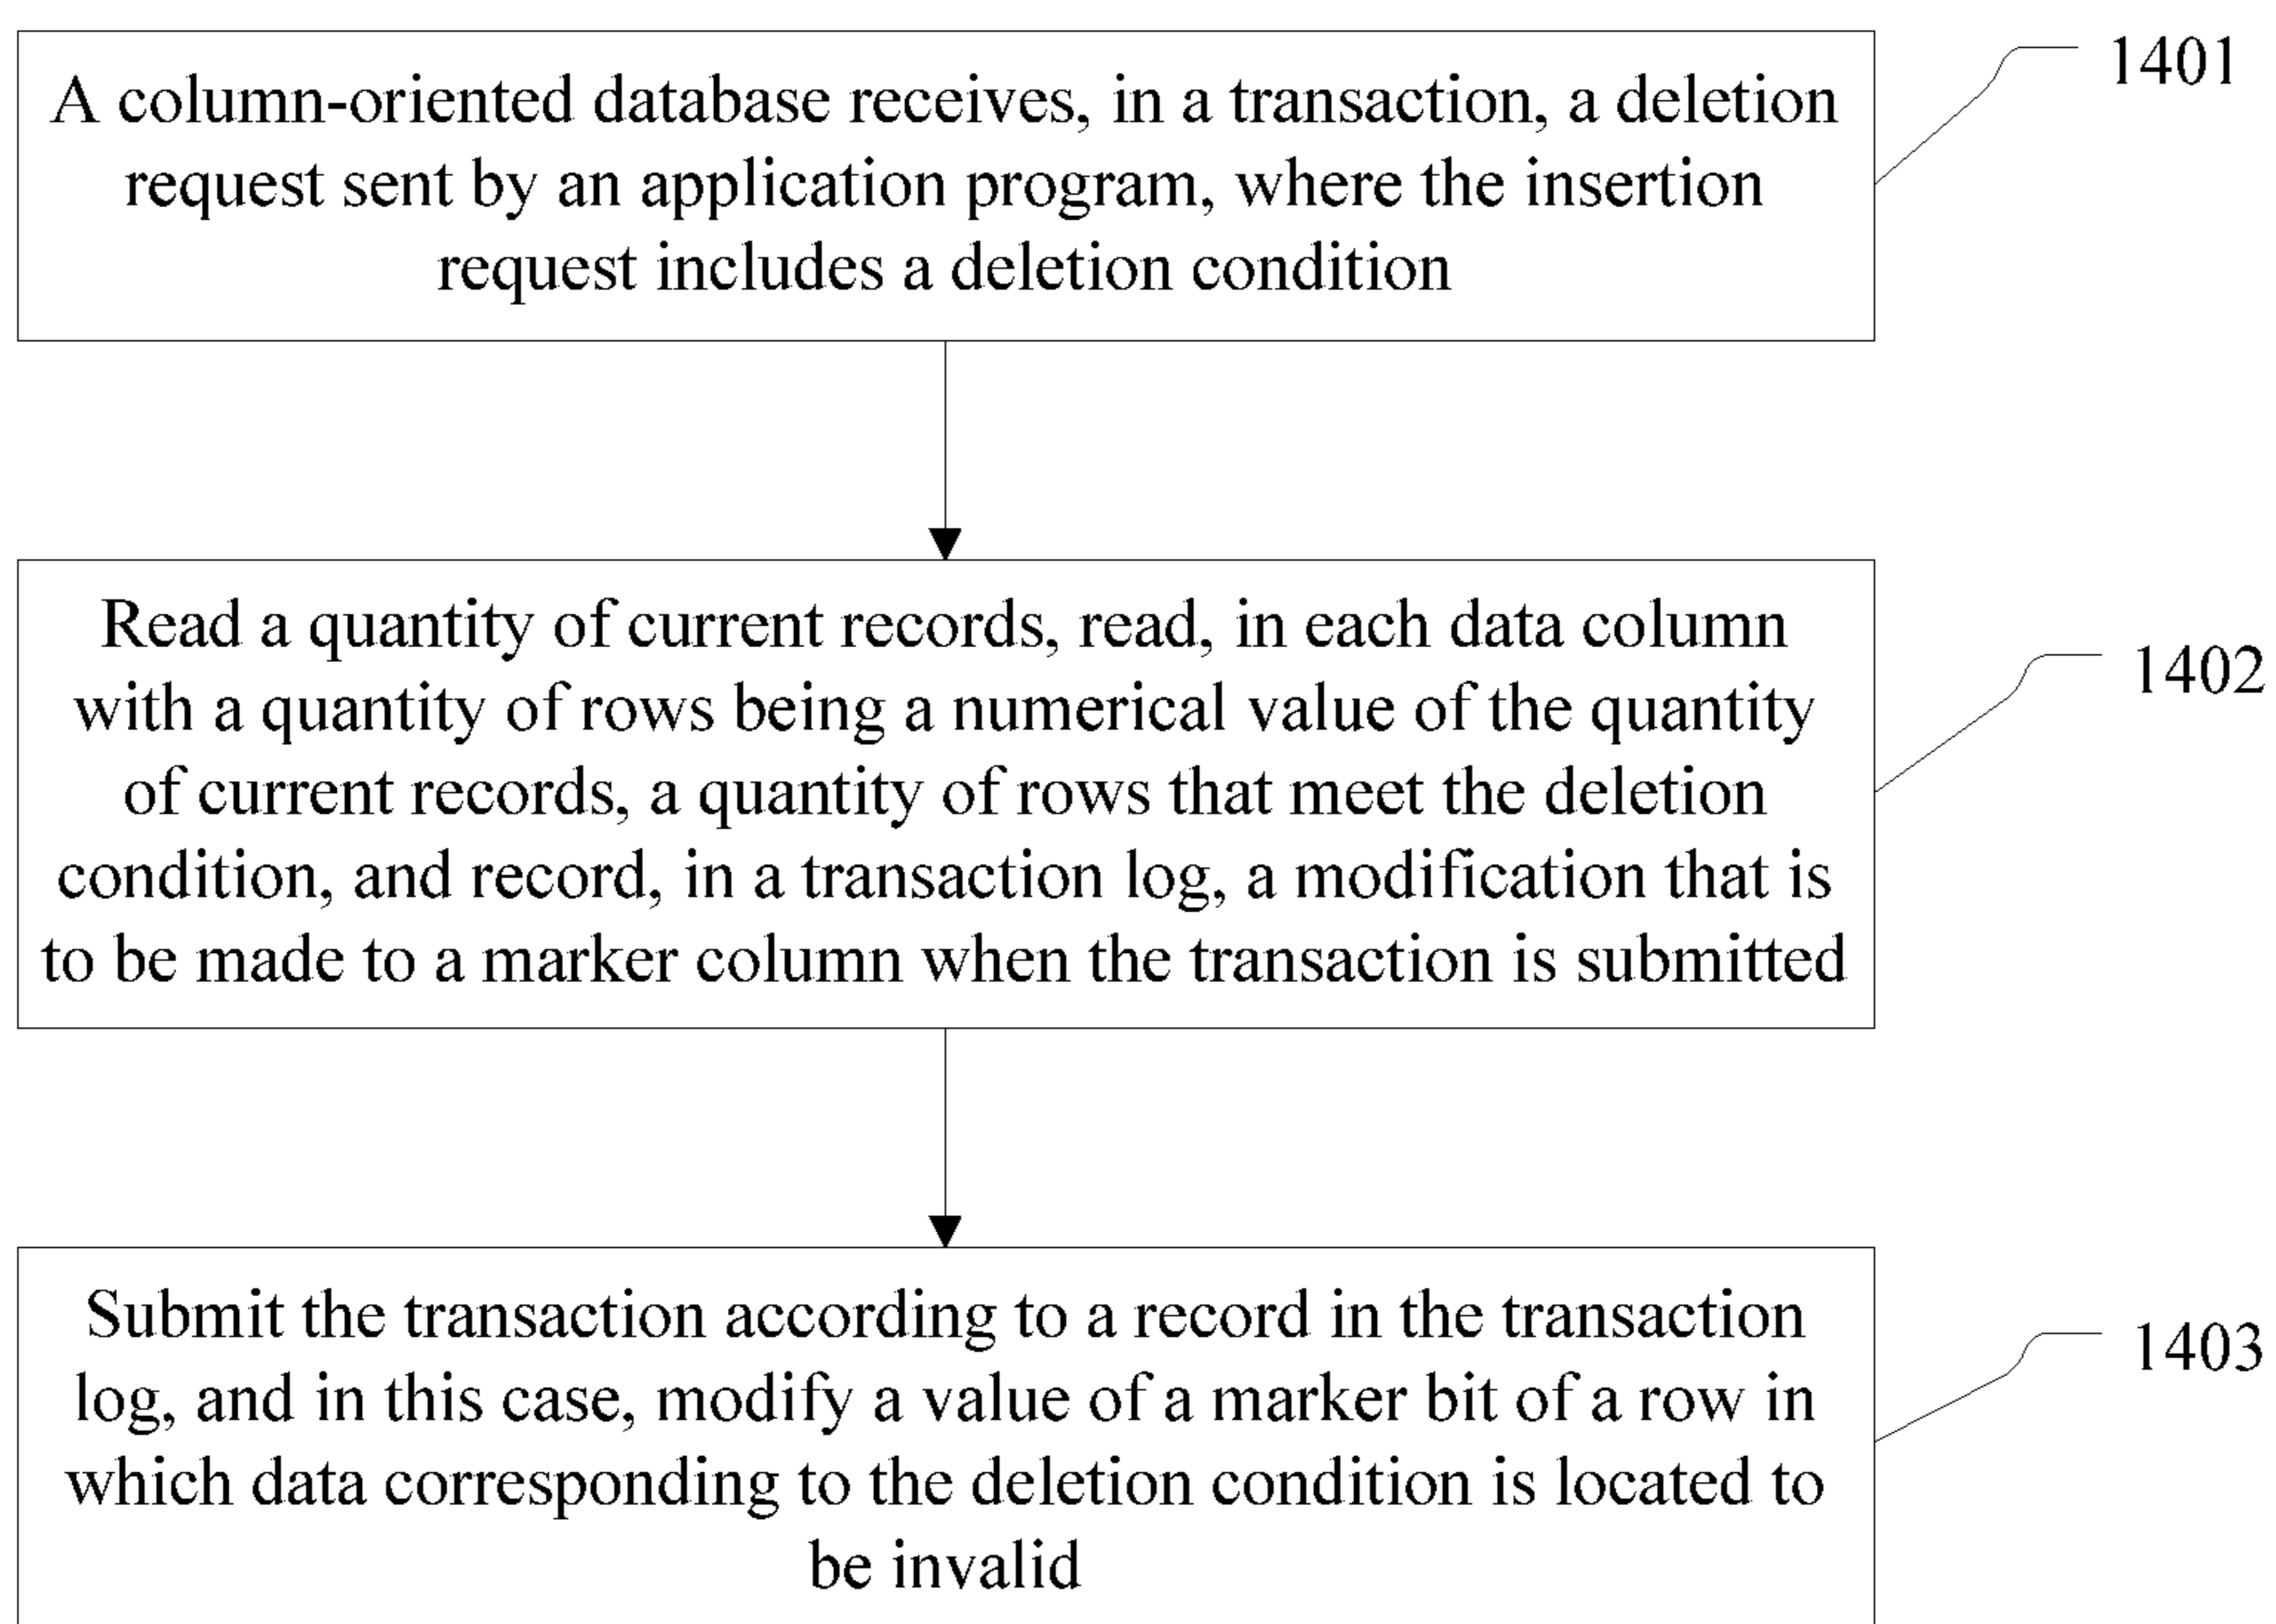 A column-oriented database receives, in a transaction, a deletion
request sent by an application program, where the insertion
request includes a deletion condition
1401
Read a quantity of current records, read, in each data column
with a quantity of rows being a numerical value of the quantity
of current records, a quantity of rows that meet the deletion
condition, and record, in a transaction log, a modification that is
to be made to a marker column when the transaction is submitted
1402
Submit the transaction according to a record in the transaction
log, and in this case, modify a value of a marker bit of a row in
which data corresponding to the deletion condition is located to
be invalid
1403